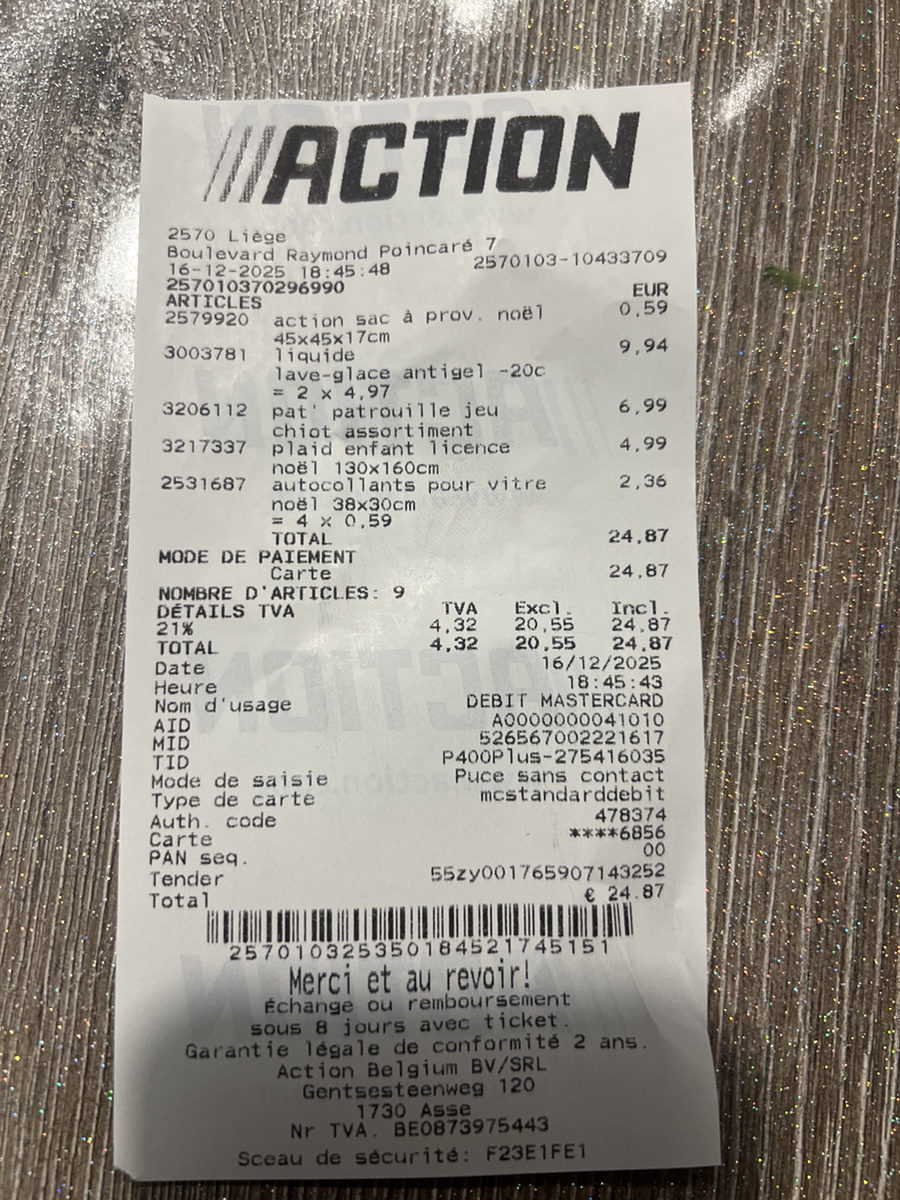 ACTION
2570 Liège
Boulevard Raymond Poincaré 7
16-12-2025 18:45:48 2570103-10433709
257010370296990 EUR
ARTICLES
2579920 action sac à prov. noël 0,59
45x45x17cm
3003781 liquide 9,94
lave-glace antigel -20c
= 2 x 4,97
3206112 pat' patrouille jeu 6,99
chiot assortiment
3217337 plaid enfant licence 4,99
noël 130x160cm
2531687 autocollants pour vitre 2,36
noël 38x30cm
= 4 x 0,59
TOTAL 24,87
MODE DE PAIEMENT
Carte 24,87
NOMBRE D'ARTICLES: 9
DÉTAILS TVA TVA Excl. Incl.
21% 4,32 20,55 24,87
TOTAL 4,32 20,55 24,87
Date 16/12/2025
Heure 18:45:43
Nom d'usage DEBIT MASTERCARD
AID A0000000041010
MID 526567002221617
TID P400Plus-275416035
Mode de saisie Puce sans contact
Type de carte mcstandarddebit
Auth. code 478374
Carte ****6856
PAN seq. 00
Tender 55zy001765907143252
Total € 24.87
2570103253501845217451​51
Merci et au revoir!
Échange ou remboursement
sous 8 jours avec ticket.
Garantie légale de conformité 2 ans.
Action Belgium BV/SRL
Gentsesteenweg 120
1730 Asse
Nr TVA. BE0873975443
Sceau de sécurité: F23E1FE1